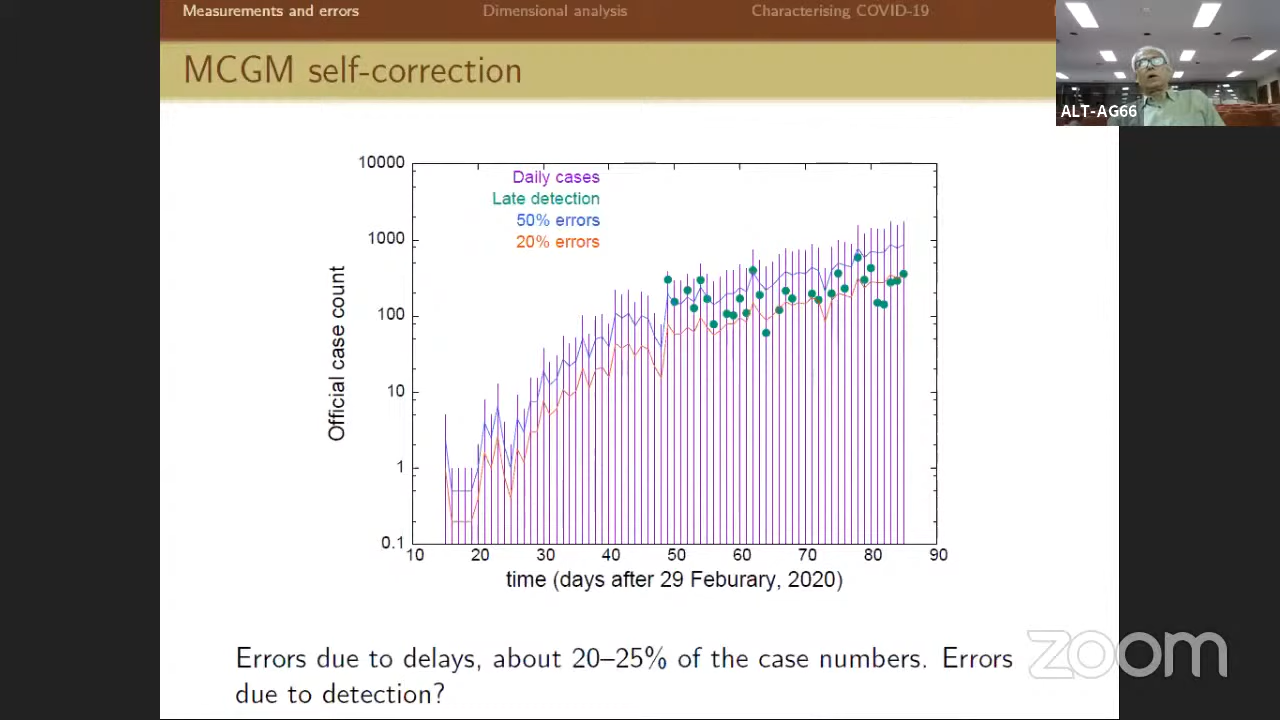 Measurements and errors Dimensional analysis Characterising COVID-19
MCGM self-correction
ALT-AG66
10000
1000
100
10
1
0.1
Official case count
Daily cases
Late detection
50% errors
20% errors
10 20 30 40 50 60 70 80 90
time (days after 29 Feburary, 2020)
Errors due to delays, about 20–25% of the case numbers. Errors
due to detection?
zoom